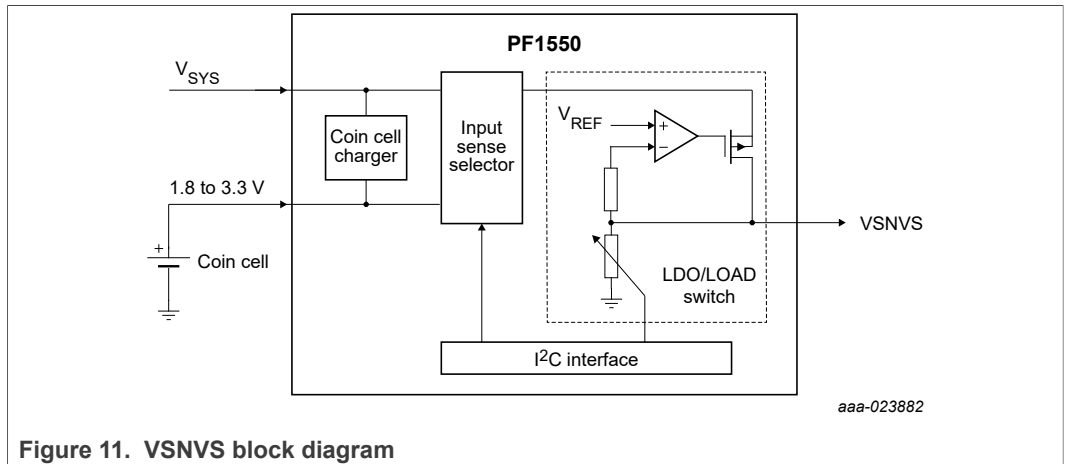 PF1550
VSYS
Coin cell
charger
Input
sense
selector
VREF
+
−
1.8 to 3.3 V
VSNVS
+
Coin cell
LDO/LOAD
switch
I2C interface
aaa-023882
Figure 11. VSNVS block diagram